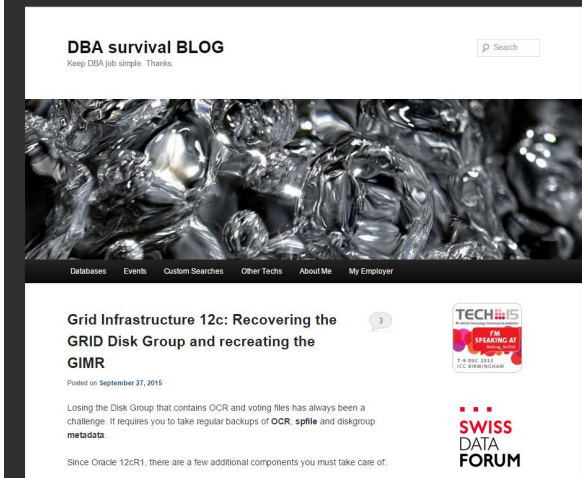 DBA survival BLOG
Keep DBA job simple. Thanks.
Search
Databases Events Custom Searches Other Techs About Me My Employer
Grid Infrastructure 12c: Recovering the
GRID Disk Group and recreating the
GIMR
3
Posted on September 27, 2015
Losing the Disk Group that contains OCR and voting files has always been a
challenge. It requires you to take regular backups of OCR, spfile and diskgroup
metadata.
Since Oracle 12cR1, there are a few additional components you must take care of:
TECH 15
I'M
SPEAKING AT
7-9 DEC 2015
ICC BIRMINGHAM
SWISS
DATA
FORUM